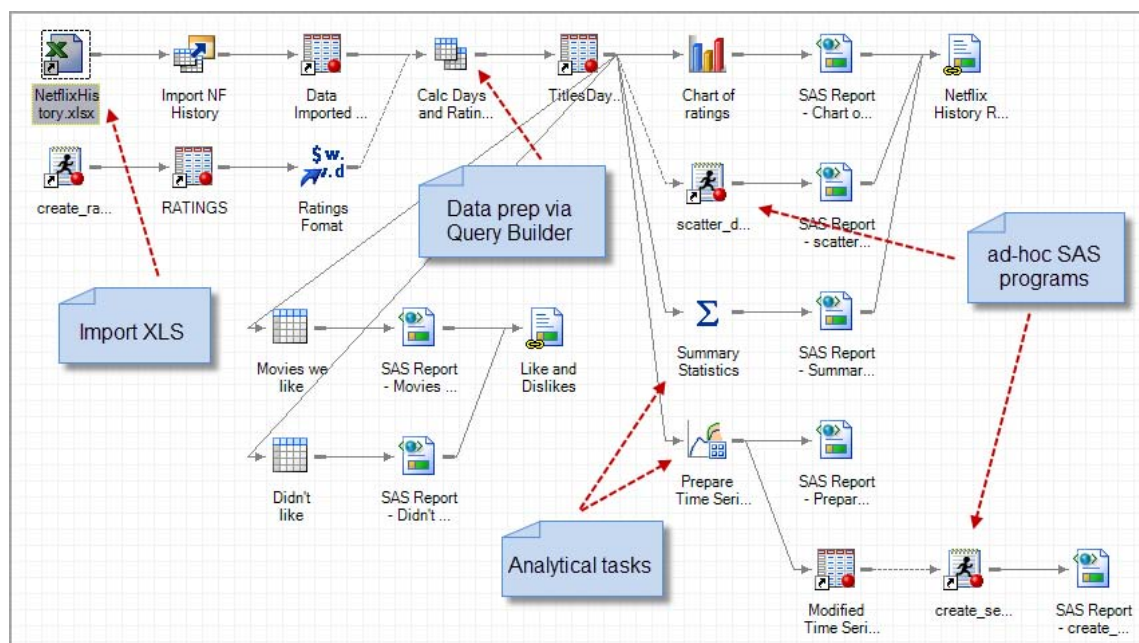 NetflixHis
tory.xlsx
Import NF
History
Data
Imported ...
Calc Days
and Ratin...
TitlesDay...
Chart of
ratings
SAS Report
- Chart o...
Netflix
History R...
create_ra...
RATINGS
$w.
w.d
Ratings
Fomat
Data prep via
Query Builder
scatter_d...
SAS Report
- scatter...
ad-hoc SAS
programs
Import XLS
Movies we
like
SAS Report
- Movies ...
Like and
Dislikes
Σ
Summary
Statistics
SAS Report
- Summar...
Didn't
like
SAS Report
- Didn't ...
Prepare
Time Seri...
SAS Report
- Prepar...
Analytical tasks
Modified
Time Seri...
create_se...
SAS Report
- create_...